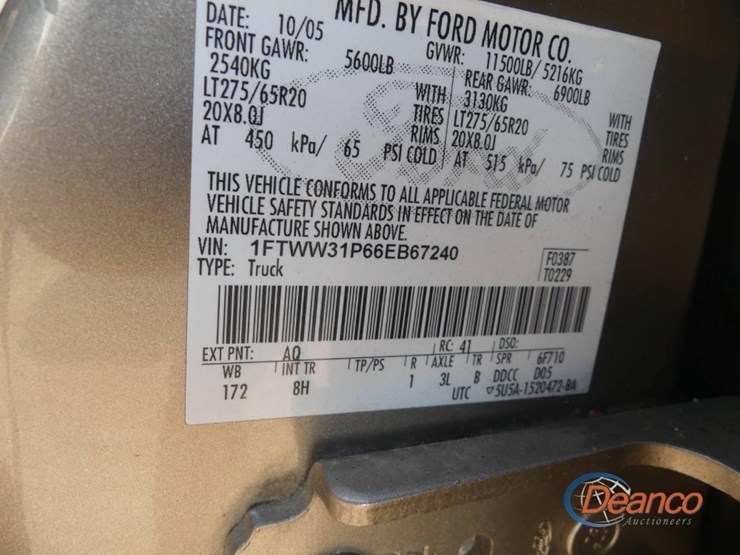 DATE: 10/05 MFD. BY FORD MOTOR CO.
FRONT GAWR: 5600LB GVWR: 11500LB/ 5216KG
2540KG REAR GAWR: 6900LB
WITH 3130KG WITH
LT275/65R20 TIRES LT275/65R20 TIRES
20X8.0J RIMS 20X8.0J RIMS
AT 450 kPa/ 65 PSI COLD AT 515 kPa/ 75 PSI COLD
THIS VEHICLE CONFORMS TO ALL APPLICABLE FEDERAL MOTOR
VEHICLE SAFETY STANDARDS IN EFFECT ON THE DATE OF
MANUFACTURE SHOWN ABOVE.
VIN: 1FTWW31P66EB67240 F0387
TYPE: Truck T0229
EXT PNT: AQ RC: 41 DSO:
WB INT TR TP/PS R AXLE TR SPR 6F710
172 8H 1 3L B DDCC D05
UTC ▽5U5A-1520472-BA
Ford
Deanco
Auctioneers